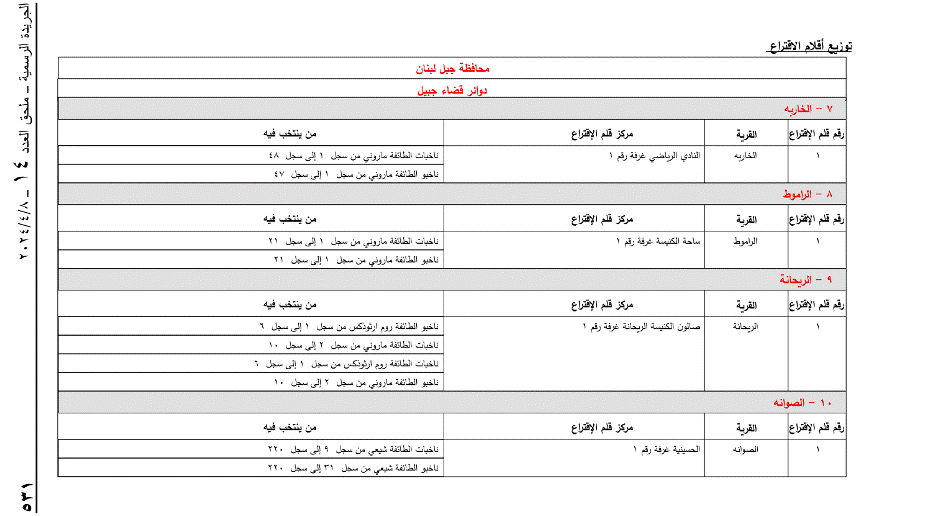 الجريدة الرسمية – ملحق العدد ١٤ – ٢٠٢٤/٤/٨
توزيع أقلام الاقتراع
محافظة جبل لبنان
دوائر قضاء جبيل
٧ - الخاربه
رقم قلم الإقتراع القرية مركز قلم الإقتراع من ينتخب فيه
١ الخاربه النادي الرياضي غرفة رقم ١ ناخبات الطائفة ماروني من سجل ١ إلى سجل ٤٨
ناخبو الطائفة ماروني من سجل ١ إلى سجل ٤٧
٨ - الراموط
رقم قلم الإقتراع القرية مركز قلم الإقتراع من ينتخب فيه
١ الراموط ساحة الكنيسة غرفة رقم ١ ناخبات الطائفة ماروني من سجل ١ إلى سجل ٢١
ناخبو الطائفة ماروني من سجل ١ إلى سجل ٢١
٩ - الريحانة
رقم قلم الإقتراع القرية مركز قلم الإقتراع من ينتخب فيه
١ الريحانة صالون الكنيسة الريحانة غرفة رقم ١ ناخبو الطائفة روم ارثوذكس من سجل ١ إلى سجل ٦
ناخبات الطائفة ماروني من سجل ٢ إلى سجل ١٠
ناخبات الطائفة روم ارثوذكس من سجل ١ إلى سجل ٦
ناخبو الطائفة ماروني من سجل ٢ إلى سجل ١٠
١٠ - الصوانه
رقم قلم الإقتراع القرية مركز قلم الإقتراع من ينتخب فيه
١ الصوانه الحسينية غرفة رقم ١ ناخبات الطائفة شيعي من سجل ٩ إلى سجل ٢٢٠
ناخبو الطائفة شيعي من سجل ٣١ إلى سجل ٢٢٠
٥٣١